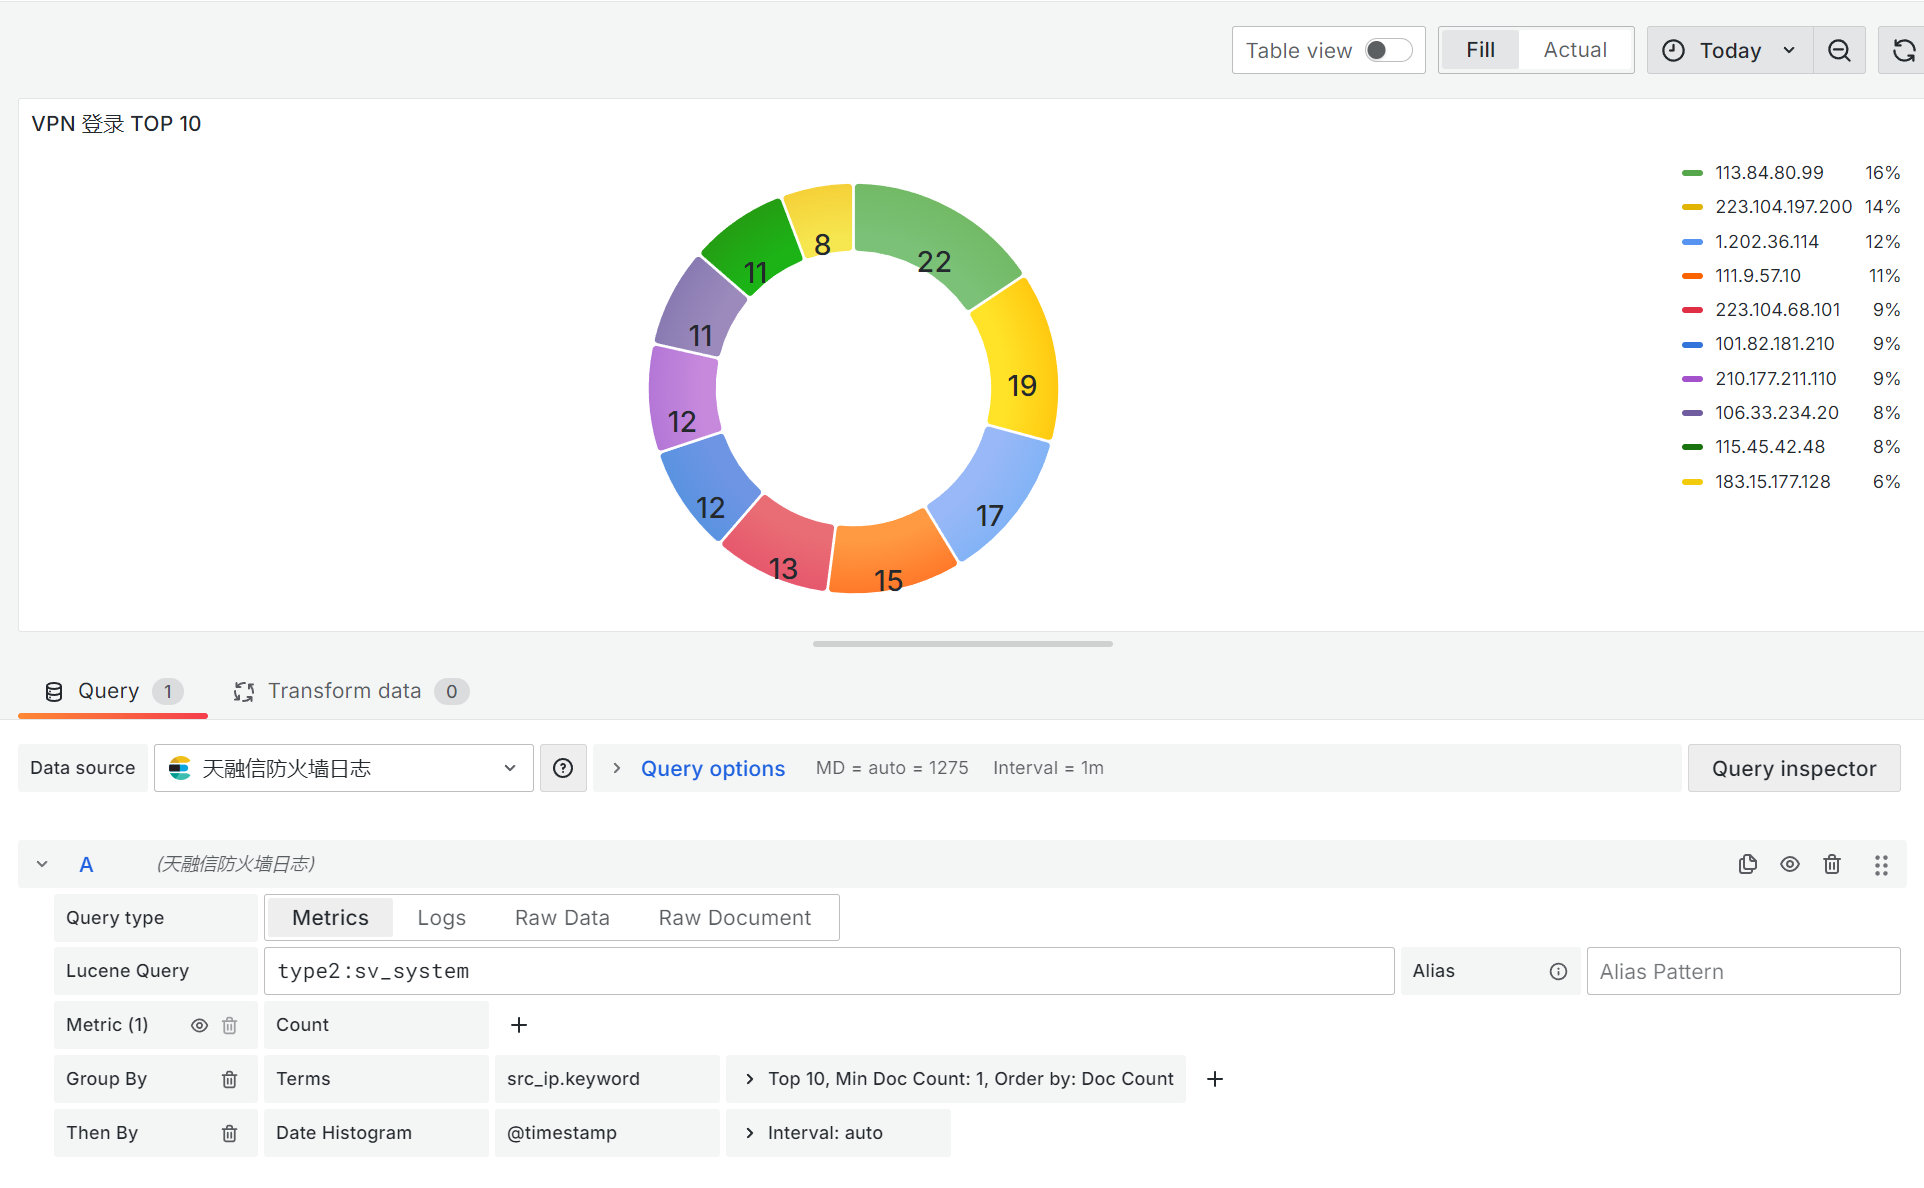 Table view
Fill
Actual
Today
VPN 登录 TOP 10
113.84.80.99 16%
223.104.197.200 14%
1.202.36.114 12%
111.9.57.10 11%
223.104.68.101 9%
101.82.181.210 9%
210.177.211.110 9%
106.33.234.20 8%
115.45.42.48 8%
183.15.177.128 6%
22
19
17
15
13
12
12
11
11
8
Query 1
Transform data 0
Data source
天融信防火墙日志
Query options
MD = auto = 1275
Interval = 1m
Query inspector
A
(天融信防火墙日志)
Query type
Metrics
Logs
Raw Data
Raw Document
Lucene Query
type2:sv_system
Alias
Alias Pattern
Metric (1)
Count
Group By
Terms
src_ip.keyword
Top 10, Min Doc Count: 1, Order by: Doc Count
Then By
Date Histogram
@timestamp
Interval: auto